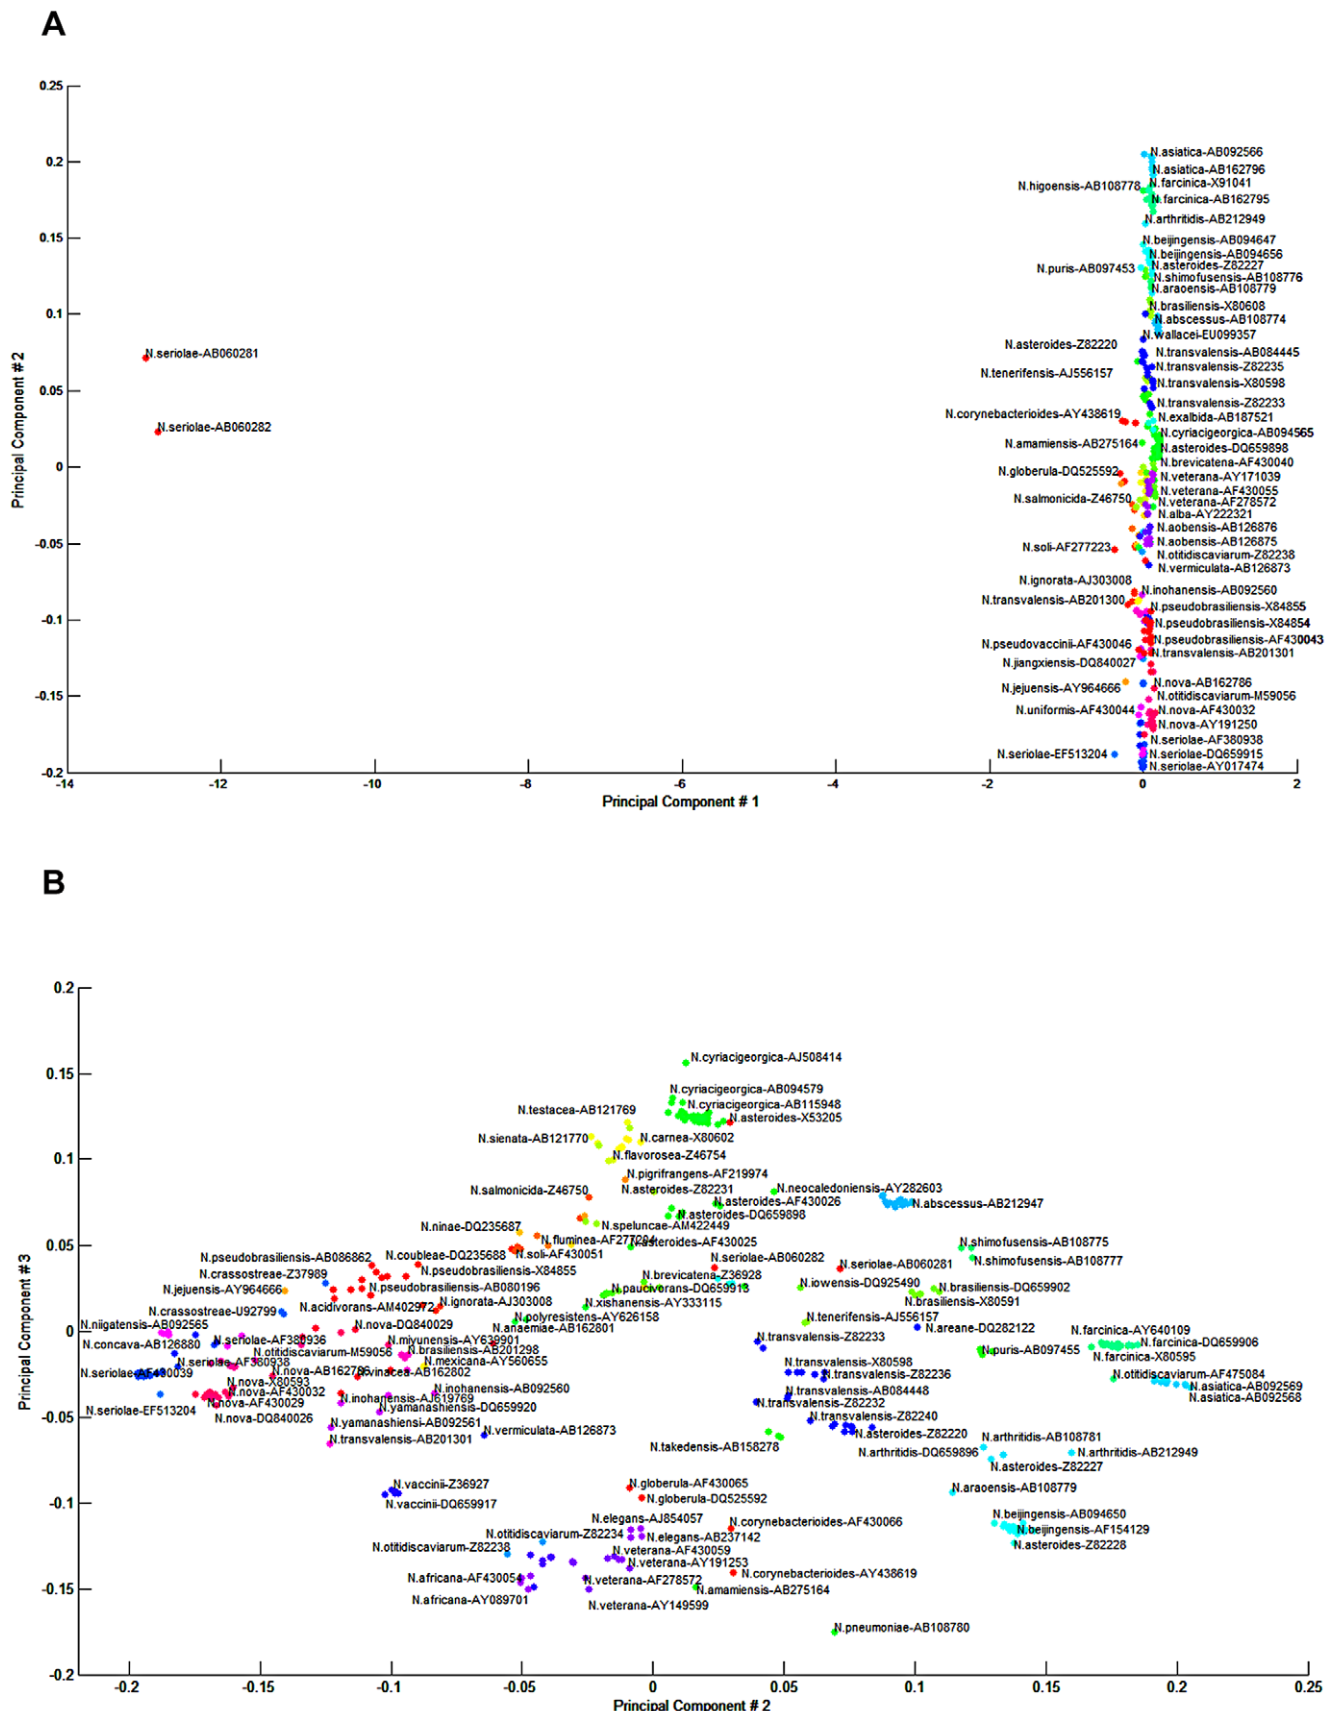 A
0.25
0.2
0.15
0.1
0.05
0
-0.05
-0.1
-0.15
-0.2
Principal Component #2
N.seriolae-AB060281
N.seriolae-AB060282
N.asiatica-AB092566
N.asiatica-AB162796
N.farcinica-X91041
N.higoensis-AB108778
N.farcinica-AB162795
N.arthritidis-AB212949
N.beijingensis-AB094647
N.beijingensis-AB094656
N.asteroides-Z82227
N.puris-AB097453
N.shimofusensis-AB108776
N.araoensis-AB108779
N.brasiliensis-X80608
N.abscessus-AB108774
N.wallacei-EU099357
N.asteroides-Z82220
N.transvalensis-AB084445
N.transvalensis-Z82235
N.tenerifensis-AJ556157
N.transvalensis-X80598
N.transvalensis-Z82233
N.corynebacterioides-AY438619
N.exalbida-AB187521
N.cyriacigeorgica-AB094565
N.amamiensis-AB275164
N.asteroides-DQ659898
N.brevicatena-AF430040
N.globerula-DQ525592
N.veterana-AY171039
N.veterana-AF430055
N.salmonicida-Z46750
N.veterana-AF278572
N.alba-AY222321
N.aobensis-AB126876
N.aobensis-AB126875
N.soli-AF277223
N.otitidiscaviarum-Z82238
N.vermiculata-AB126873
N.ignorata-AJ303008
N.inohanensis-AB092560
N.transvalensis-AB201300
N.pseudobrasiliensis-X84855
N.pseudobrasiliensis-X84854
N.pseudobrasiliensis-AF430043
N.pseudovaccinii-AF430046
N.transvalensis-AB201301
N.jiangxiensis-DQ840027
N.nova-AB162786
N.jejuensis-AY964666
N.otitidiscaviarum-M59056
N.uniformis-AF430044
N.nova-AF430032
N.nova-AY191250
N.seriolae-AF380938
N.seriolae-EF513204
N.seriolae-DQ659915
N.seriolae-AY017474
-14 -12 -10 -8 -6 -4 -2 0 2
Principal Component # 1
B
0.2
0.15
0.1
0.05
0
-0.05
-0.1
-0.15
-0.2
Principal Component #3
N.cyriacigeorgica-AJ508414
N.cyriacigeorgica-AB094579
N.cyriacigeorgica-AB115948
N.testacea-AB121769
N.asteroides-X53205
N.sienata-AB121770
N.carnea-X80602
N.flavorosea-Z46754
N.pigrifrangens-AF219974
N.salmonicida-Z46750
N.asteroides-Z82231
N.neocaledoniensis-AY282603
N.asteroides-AF430026
N.abscessus-AB212947
N.asteroides-DQ659898
N.ninae-DQ235687
N.speluncae-AM422449
N.fluminea-AF277204
N.asteroides-AF430025
N.shimofusensis-AB108775
N.pseudobrasiliensis-AB086862
N.coubleae-DQ235688
N.soli-AF430051
N.seriolae-AB060282
N.seriolae-AB060281
N.shimofusensis-AB108777
N.crassostreae-Z37989
N.pseudobrasiliensis-X84855
N.brevicatena-Z36928
N.jejuensis-AY964666
N.pseudobrasiliensis-AB080196
N.paucivorans-DQ659913
N.iowensis-DQ925490
N.brasiliensis-DQ659902
N.crassostreae-U92799
N.acidivorans-AM402972
N.ignorata-AJ303008
N.xishanensis-AY333115
N.brasiliensis-X80591
N.niigatensis-AB092565
N.nova-DQ840029
N.polyresistens-AY626158
N.tenerifensis-AJ556157
N.anaemiae-AB162801
N.areane-DQ282122
N.farcinica-AY640109
N.concava-AB126880
N.seriolae-AF380936
N.miyunensis-AY639901
N.transvalensis-Z82233
N.farcinica-DQ659906
N.otitidiscaviarum-M59056
N.brasiliensis-AB201298
N.puris-AB097455
N.farcinica-X80595
N.seriolae-AF380938
N.mexicana-AY560655
N.transvalensis-X80598
N.seriolae-AF430039
N.nova-AB162786
N.vinacea-AB162802
N.transvalensis-Z82236
N.otitidiscaviarum-AF475084
N.nova-X80593
N.inohanensis-AB092560
N.transvalensis-AB084448
N.asiatica-AB092569
N.nova-AF430032
N.inohanensis-AJ619769
N.transvalensis-Z82232
N.asiatica-AB092568
N.nova-AF430029
N.yamanashiensis-DQ659920
N.seriolae-EF513204
N.nova-DQ840026
N.yamanashiensi-AB092561
N.transvalensis-Z82240
N.transvalensis-AB201301
N.vermiculata-AB126873
N.asteroides-Z82220
N.arthritidis-AB108781
N.takedensis-AB158278
N.arthritidis-DQ659896
N.arthritidis-AB212949
N.asteroides-Z82227
N.vaccinii-Z36927
N.globerula-AF430065
N.araoensis-AB108779
N.vaccinii-DQ659917
N.globerula-DQ525592
N.elegans-AJ854057
N.corynebacterioides-AF430066
N.beijingensis-AB094650
N.otitidiscaviarum-Z82234
N.elegans-AB237142
N.beijingensis-AF154129
N.otitidiscaviarum-Z82238
N.veterana-AF430059
N.asteroides-Z82228
N.veterana-AY191253
N.africana-AF430054
N.veterana-AF278572
N.corynebacterioides-AY438619
N.amamiensis-AB275164
N.africana-AY089701
N.veterana-AY149599
N.pneumoniae-AB108780
-0.2 -0.15 -0.1 -0.05 0 0.05 0.1 0.15 0.2 0.25
Principal Component # 2